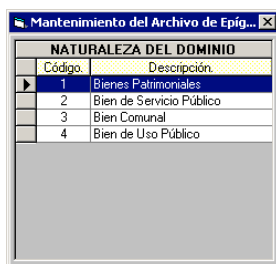 Mantenimiento del Archivo de Epíg...
NATURALEZA DEL DOMINIO
Código. Descripción.
1 Bienes Patrimoniales
2 Bien de Servicio Público
3 Bien Comunal
4 Bien de Uso Público